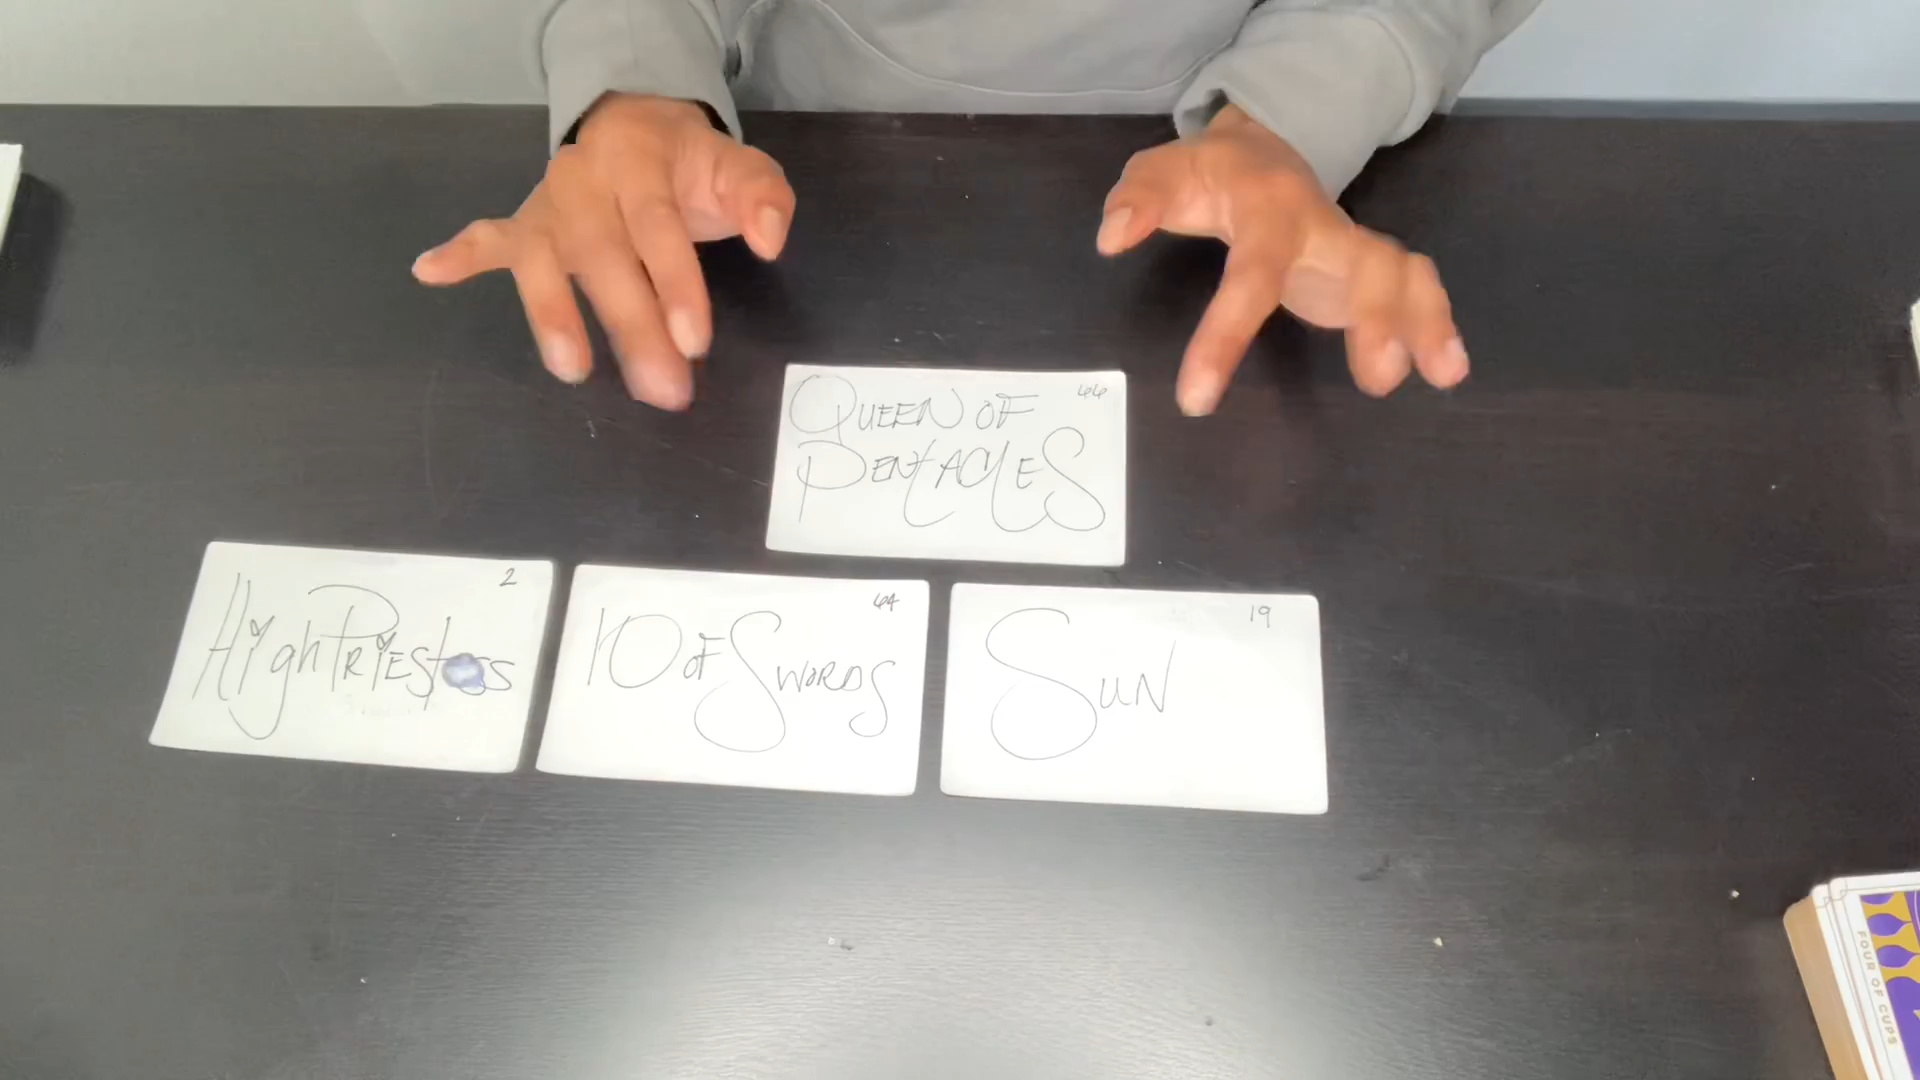 QUEEN OF
PENTACLES
66
High PRiESTESS
2
10 OF SWORDS
64
SUN
19
FOUR OF CUPS